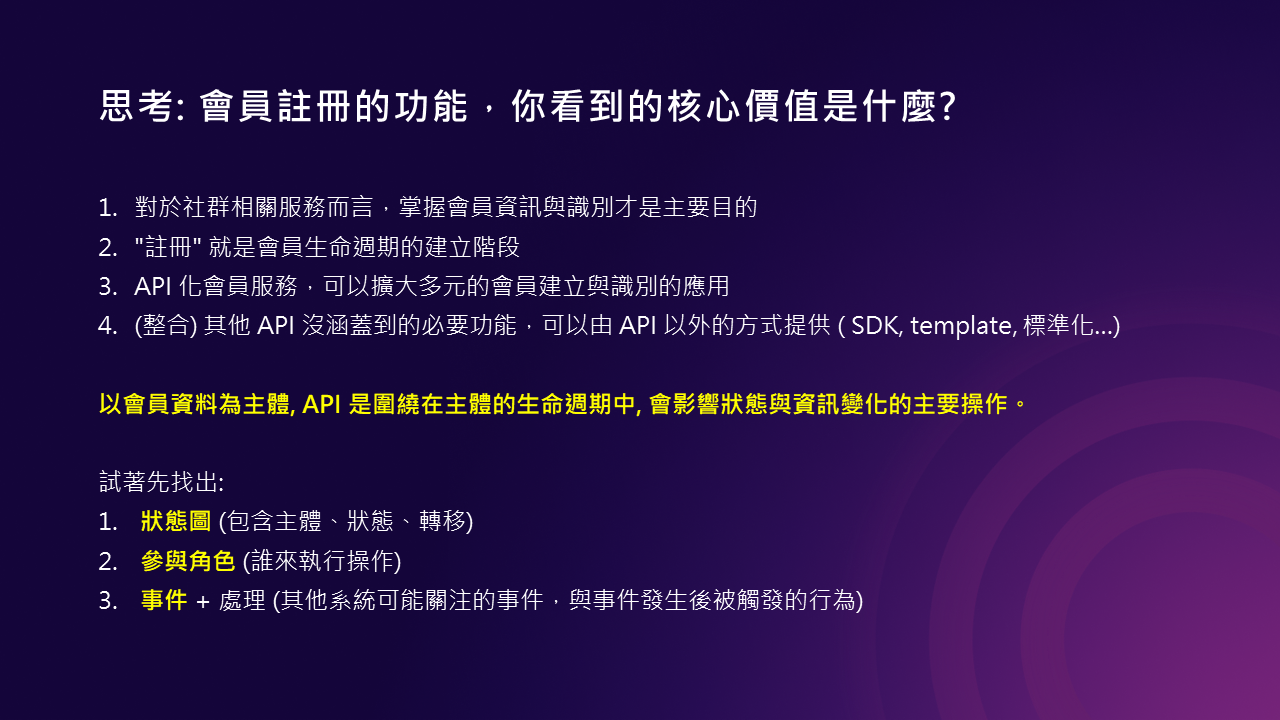 思考: 會員註冊的功能，你看到的核心價值是什麼?
1. 對於社群相關服務而言，掌握會員資訊與識別才是主要目的
2. "註冊" 就是會員生命週期的建立階段
3. API 化會員服務，可以擴大多元的會員建立與識別的應用
4. (整合) 其他 API 沒涵蓋到的必要功能，可以由 API 以外的方式提供 ( SDK, template, 標準化...)
以會員資料為主體, API 是圍繞在主體的生命週期中, 會影響狀態與資訊變化的主要操作。
試著先找出:
1. 狀態圖 (包含主體、狀態、轉移)
2. 參與角色 (誰來執行操作)
3. 事件 + 處理 (其他系統可能關注的事件，與事件發生後被觸發的行為)